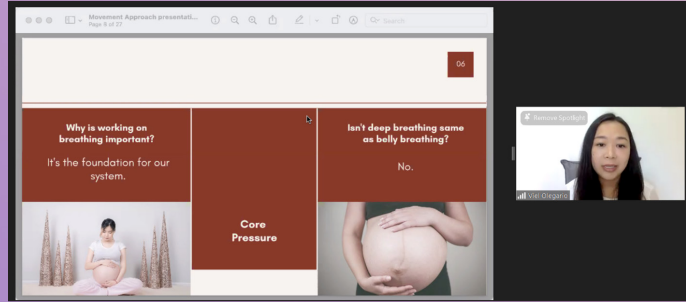 Movement Approach presentati...
Page 6 of 27
Search
06
Why is working on
breathing important?
It's the foundation for our
system.
Core
Pressure
Isn't deep breathing same
as belly breathing?
No.
Remove Spotlight
Viel Olegario